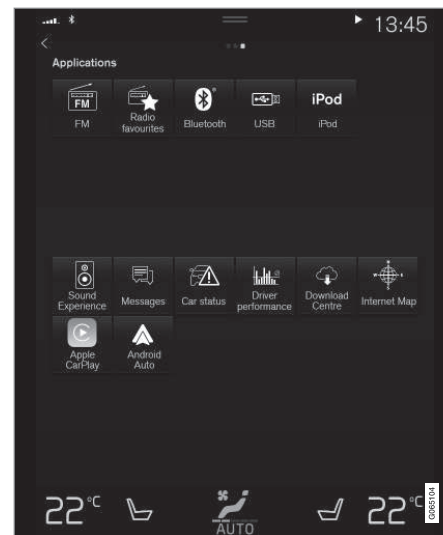 13:45
Applications
FM
iPod
FM
Radio
favourites
Bluetooth
USB
iPod
Sound
Experience
Messages
Car status
Driver
performance
Download
Centre
Internet Map
Apple
CarPlay
Android
Auto
22°C
AUTO
22°C
G065104